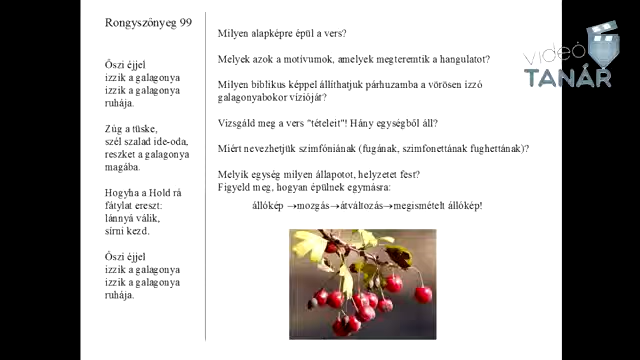 Rongyszőnyeg 99
Őszi éjjel
izzik a galagonya
izzik a galagonya
ruhája.
Zúg a tüske,
szél szalad ide-oda,
reszket a galagonya
magába.
Hogyha a Hold rá
fátylat ereszt:
lánnyá válik,
sírni kezd.
Őszi éjjel
izzik a galagonya
izzik a galagonya
ruhája.
Milyen alapképre épül a vers?
Melyek azok a motívumok, amelyek megteremtik a hangulatot?
Milyen biblikus képpel állíthatjuk párhuzamba a vörösen izzó
galagonyabokor vízióját?
Vizsgáld meg a vers "tételeit"! Hány egységből áll?
Miért nevezhetjük szimfóniának (fugának, szimfonettának fughettának)?
Melyik egység milyen állapotot, helyzetet fest?
Figyeld meg, hogyan épülnek egymásra:
állókép →mozgás→átváltozás→megismételt állókép!
videó
TANÁR